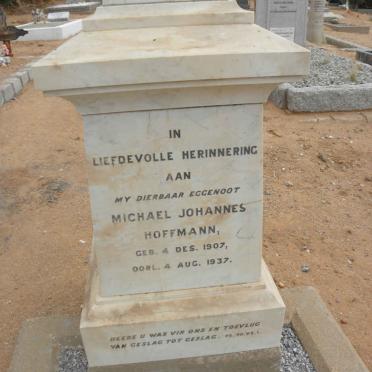 IN
LIEFDEVOLLE HERINNERING
AAN
MY DIERBAAR EGGENOOT
MICHAEL JOHANNES
HOFFMANN,
GEB. 4 DES. 1907,
OORL. 4 AUG. 1937.
HEERE U WAS VIR ONS EN TOEVLUG
VAN GESLAG TOT GESLAG.